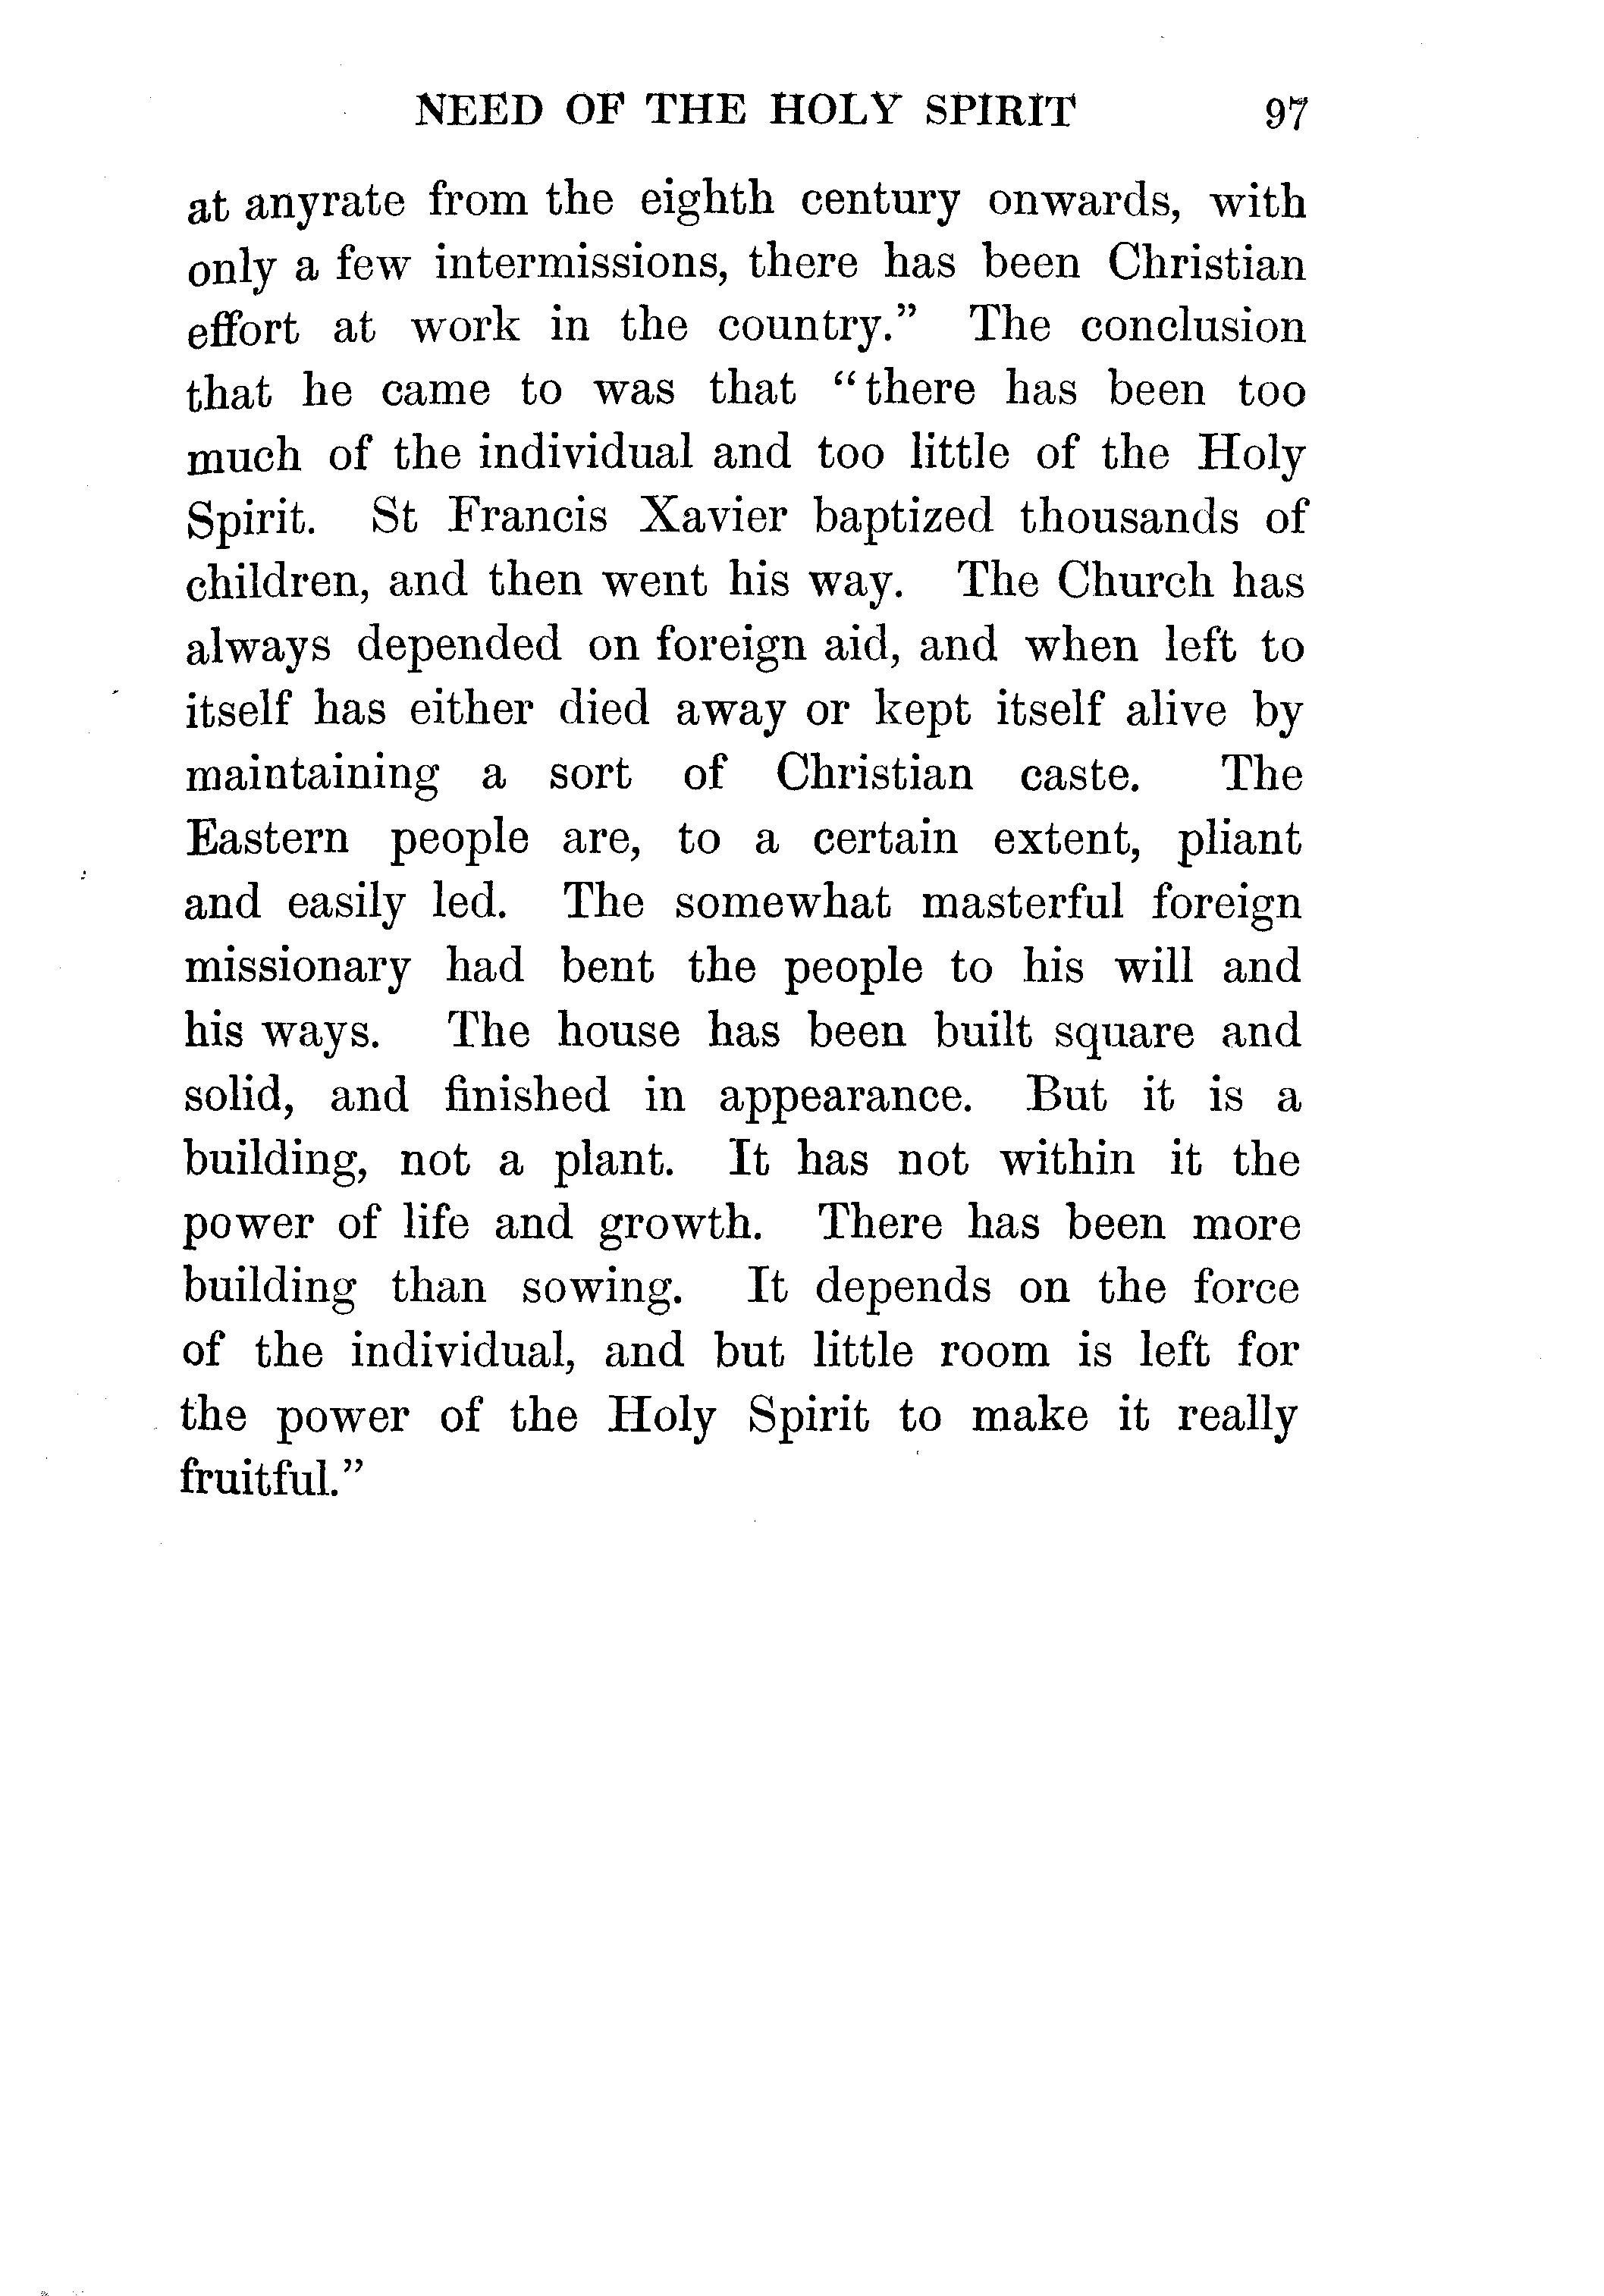 NEED OF THE HOLY SPIRIT 97
at anyrate from the eighth century onwards, with
only a few intermissions, there has been Christian
effort at work in the country.” The conclusion
that he came to was that “there has been too
much of the individual and too little of the Holy
Spirit. St Francis Xavier baptized thousands of
children, and then went his way. The Church has
always depended on foreign aid, and when left to
itself has either died away or kept itself alive by
maintaining a sort of Christian caste. The
Eastern people are, to a certain extent, pliant
and easily led. The somewhat masterful foreign
missionary had bent the people to his will and
his ways. The house has been built square and
solid, and finished in appearance. But it is a
building, not a plant. It has not within it the
power of life and growth. There has been more
building than sowing. It depends on the force
of the individual, and but little room is left for
the power of the Holy Spirit to make it really
fruitful.”